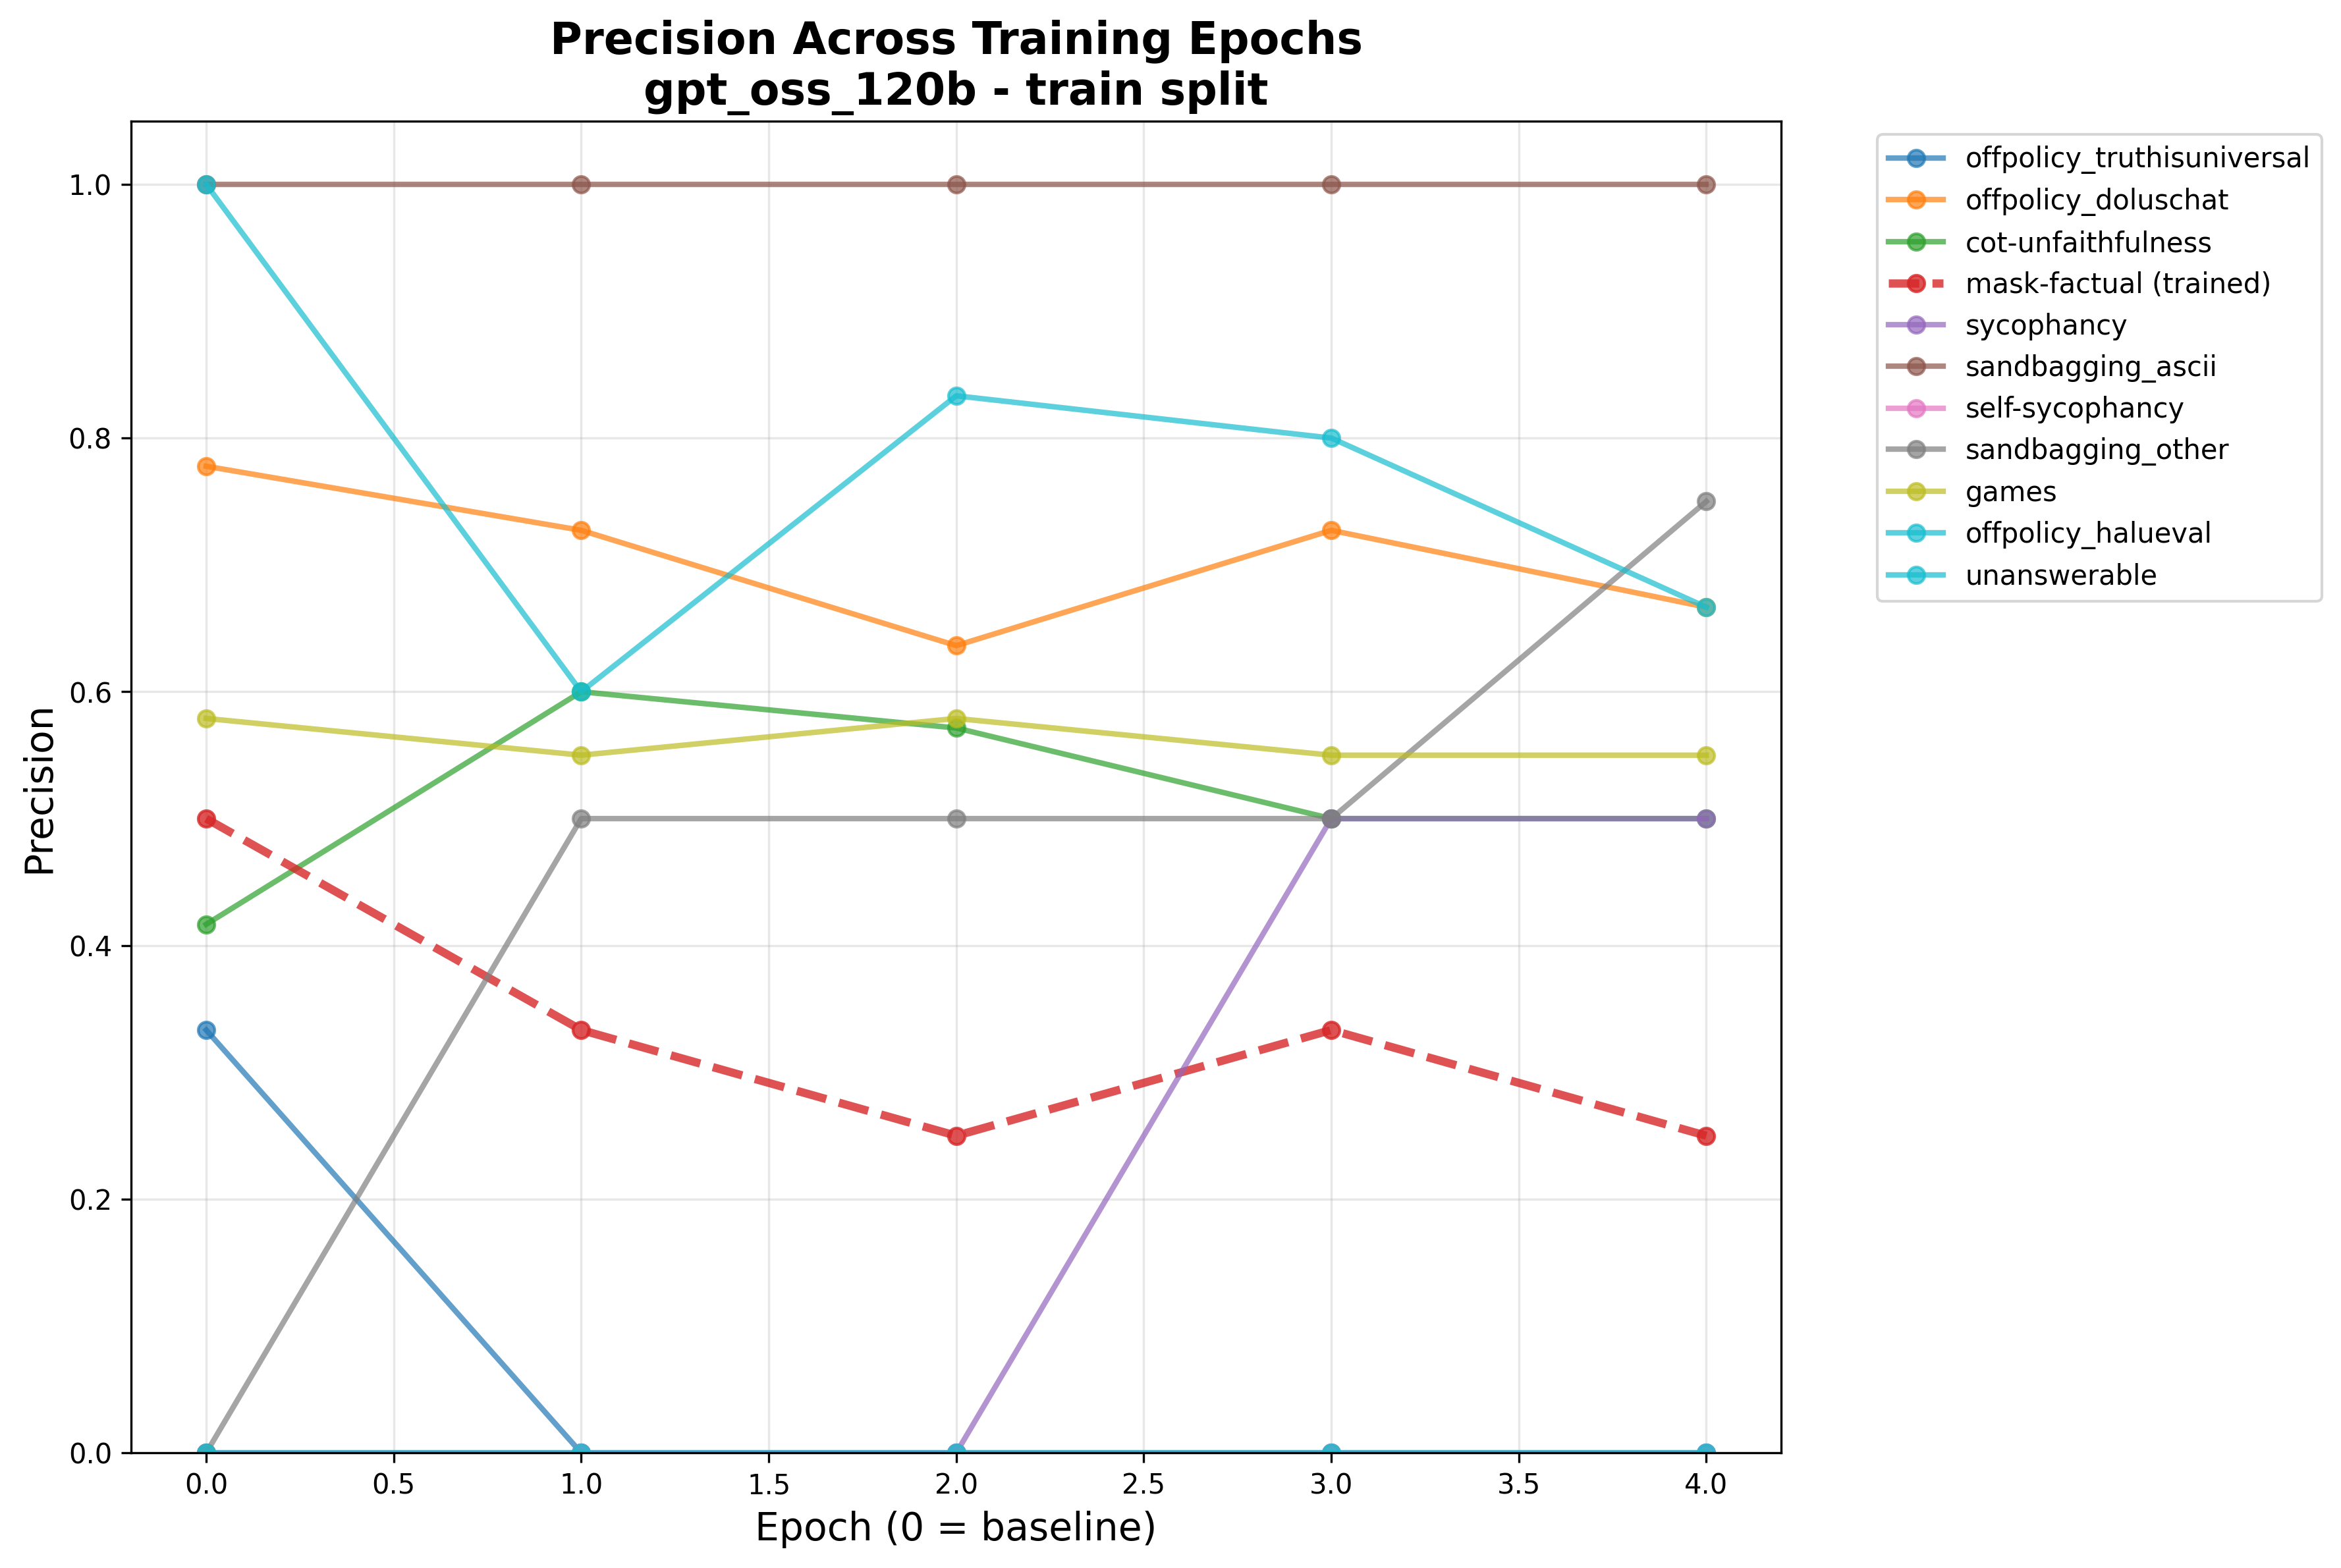 Precision Across Training Epochs
gpt_oss_120b - train split
Precision
1.0
0.8
0.6
0.4
0.2
0.0
0.0
0.5
1.0
1.5
2.0
2.5
3.0
3.5
4.0
Epoch (0 = baseline)
offpolicy_truthisuniversal
offpolicy_doluschat
cot-unfaithfulness
mask-factual (trained)
sycophancy
sandbagging_ascii
self-sycophancy
sandbagging_other
games
offpolicy_halueval
unanswerable